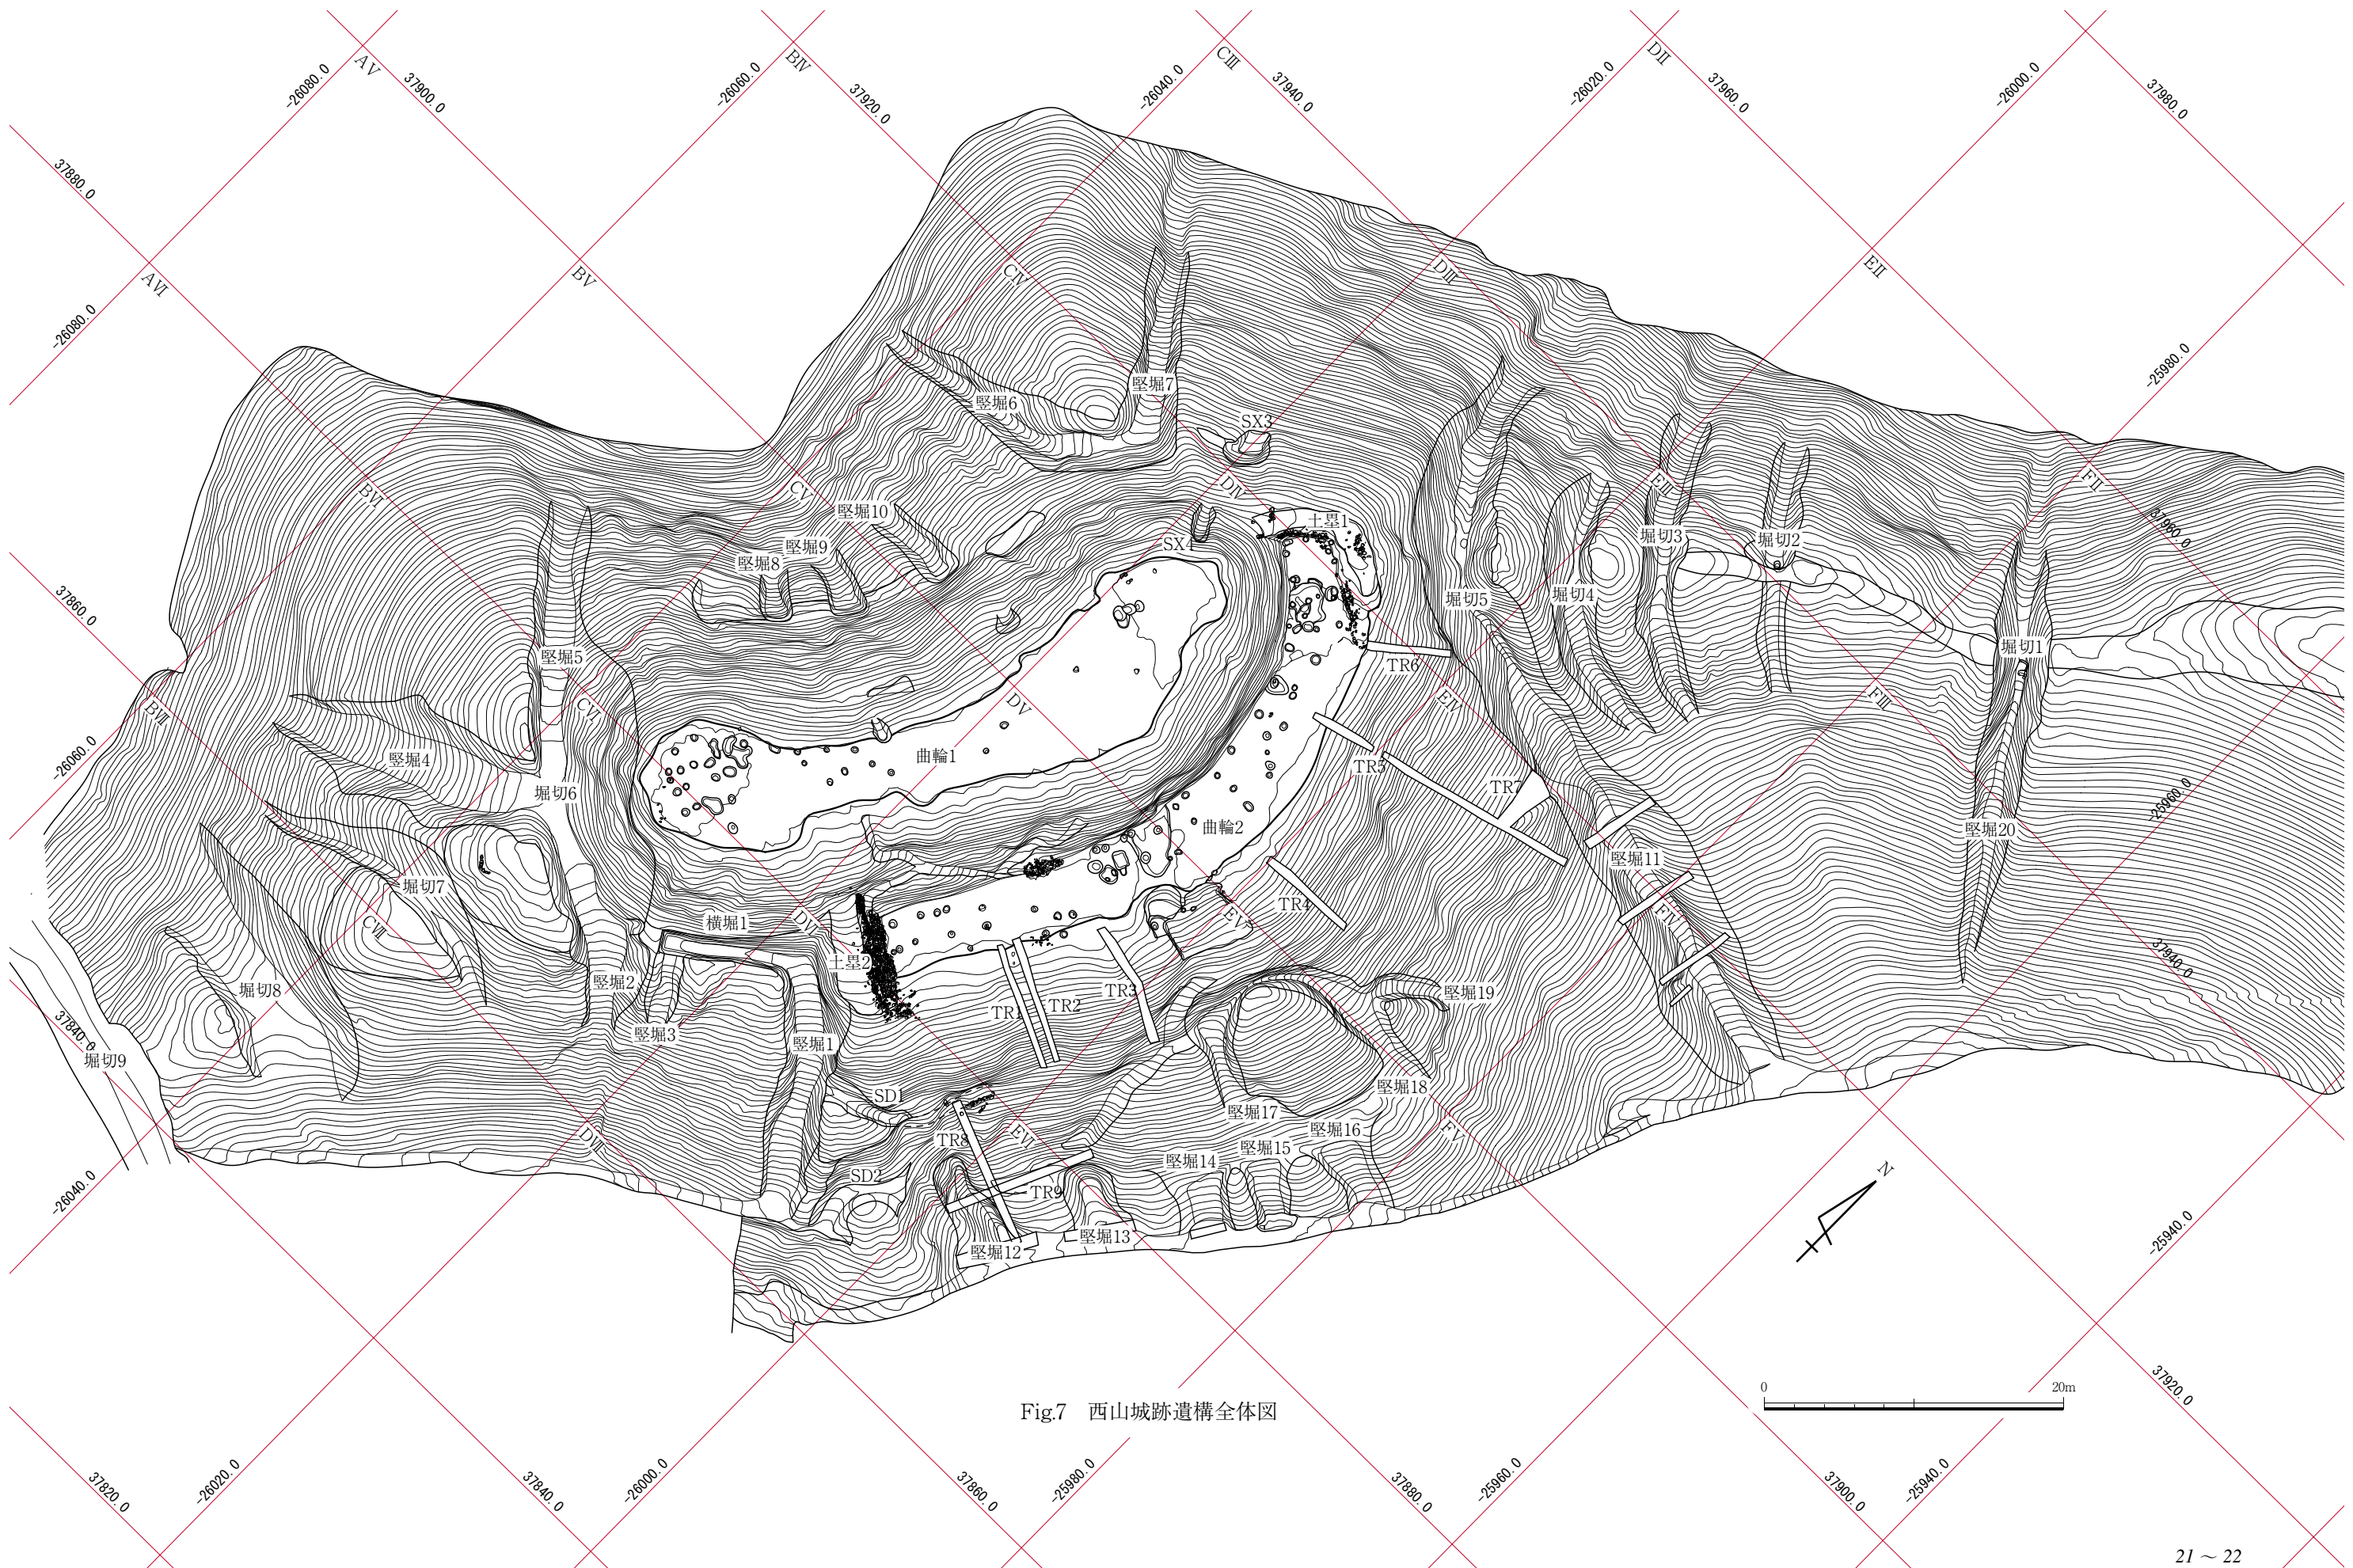 -26080.0
AⅤ
37900.0
-26060.0
BⅣ
37920.0
-26040.0
CⅢ
37940.0
-26020.0
DⅡ
37960.0
-26000.0
37980.0
37880.0
AⅥ
-26080.0
BⅤ
CⅣ
DⅢ
EⅡ
-25980.0
竪堀7
竪堀6
SX3
BⅥ
CⅤ
DⅣ
EⅢ
FⅡ
竪堀10
土塁1
37960.0
堀切3
堀切2
竪堀9
SX4
竪堀8
堀切4
堀切5
37860.0
堀切1
竪堀5
TR6
BⅦ
CⅥ
DⅤ
EⅣ
FⅢ
-26060.0
竪堀4
曲輪1
TR5
TR7
堀切6
-25960.0
曲輪2
竪堀20
竪堀11
堀切7
TR4
CⅦ
横堀1
DⅥ
EⅤ
FⅣ
土塁2
37940.0
竪堀2
堀切8
TR3
竪堀19
TR1
TR2
37840.0
竪堀3
竪堀1
堀切9
竪堀18
SD1
竪堀17
DⅦ
TR8
EⅥ
竪堀16
FⅤ
竪堀15
竪堀14
SD2
N
-26040.0
TR9
竪堀13
竪堀12
-25940.0
0
20m
37920.0
Fig.7 西山城跡遺構全体図
37820.0
-26020.0
37840.0
-26000.0
37860.0
-25980.0
37880.0
-25960.0
37900.0
-25940.0
21～22